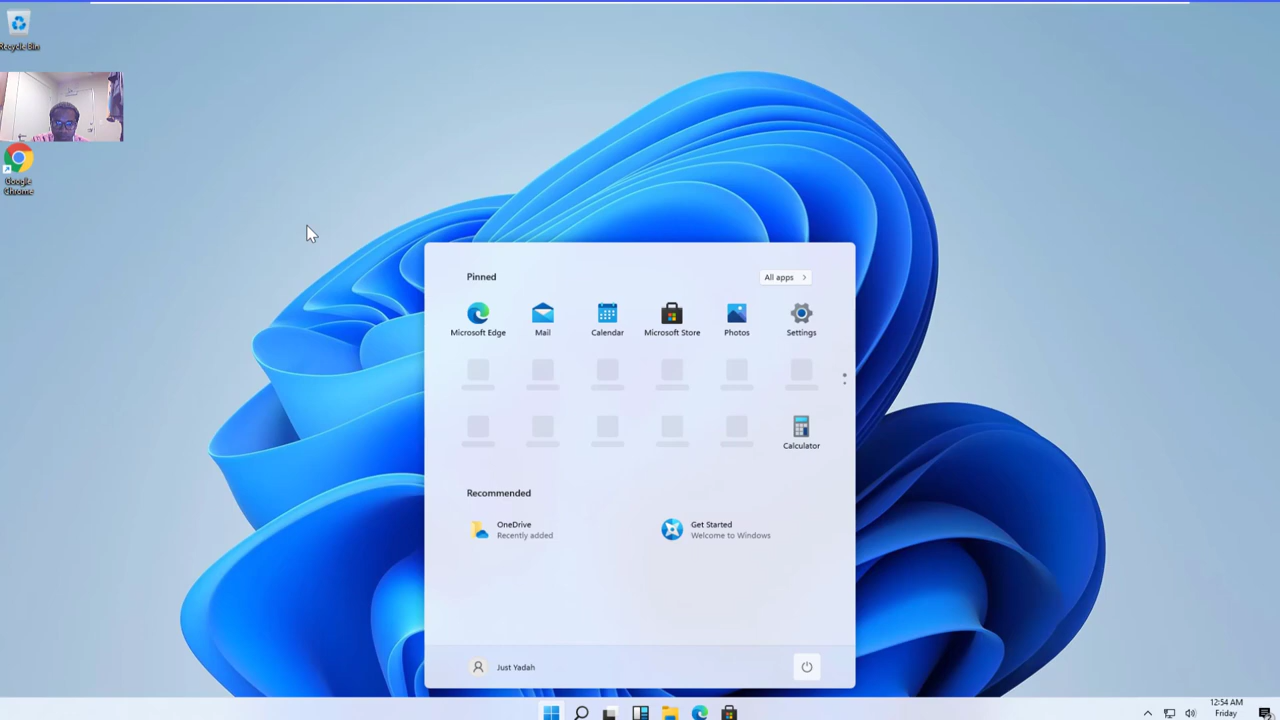 Recycle Bin
Google
Chrome
Pinned
All apps
Microsoft Edge
Mail
Calendar
Microsoft Store
Photos
Settings
Calculator
Recommended
OneDrive
Recently added
Get Started
Welcome to Windows
Just Yadah
12:54 AM
Friday